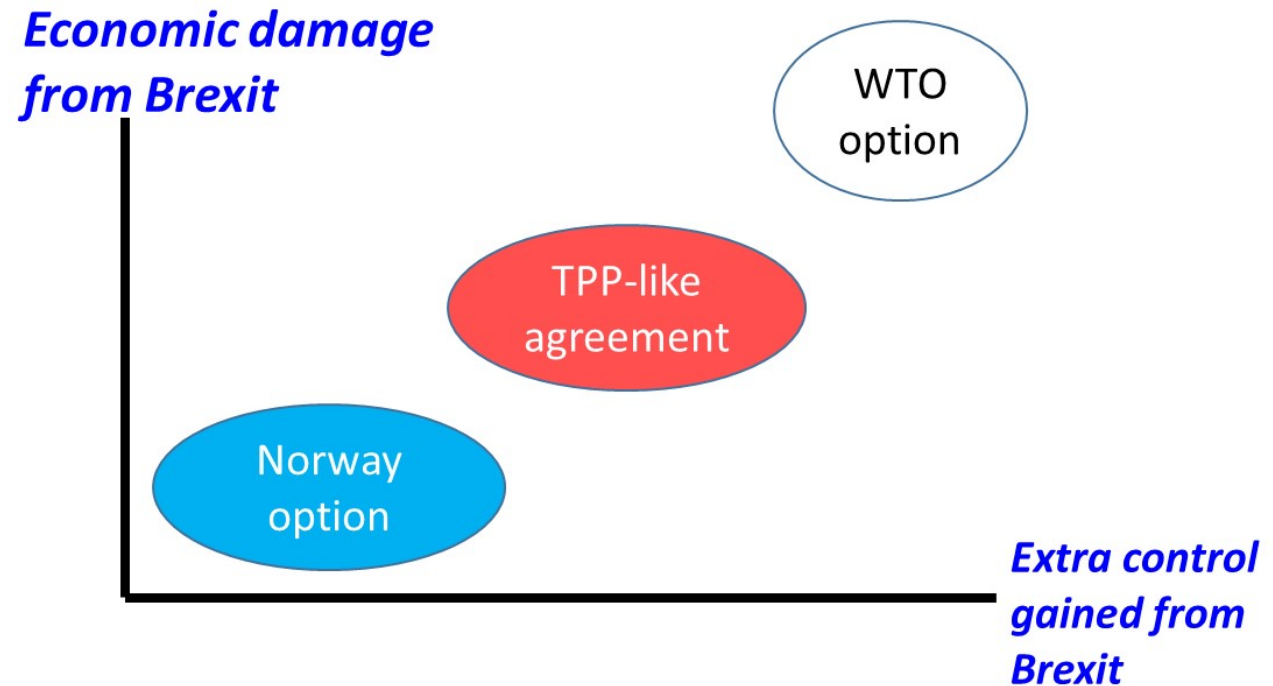 Economic damage
from Brexit
WTO
option
TPP-like
agreement
Norway
option
Extra control
gained from
Brexit